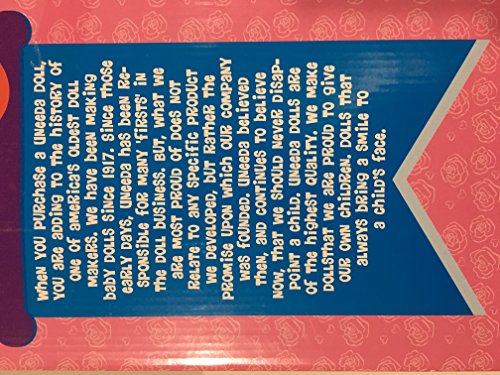 WHEN YOU PURCHASE A UNEEDA DOLL,
YOU ARE ADDING TO THE HISTORY OF
ONE OF AMERICA'S OLDEST DOLL
MAKERS. WE HAVE BEEN MAKING
BABY DOLLS SINCE 1917. SINCE THOSE
EARLY DAYS, UNEEDA HAS BEEN RE-
SPONSIBLE FOR MANY 'FIRSTS' IN
THE DOLL BUSINESS. BUT, WHAT WE
ARE MOST PROUD OF DOES NOT
RELATE TO ANY SPECIFIC PRODUCT
WE DEVELOPED, BUT RATHER THE
PROMISE UPON WHICH OUR COMPANY
WAS FOUNDED. UNEEDA BELIEVED
THEN, AND CONTINUES TO BELIEVE
NOW, THAT WE SHOULD NEVER DISAP-
POINT A CHILD. UNEEDA DOLLS ARE
OF THE HIGHEST QUALITY. WE MAKE
DOLLSTHAT WE ARE PROUD TO GIVE
OUR OWN CHILDREN. DOLLS THAT
ALWAYS BRING A SMILE TO
A CHILD'S FACE.